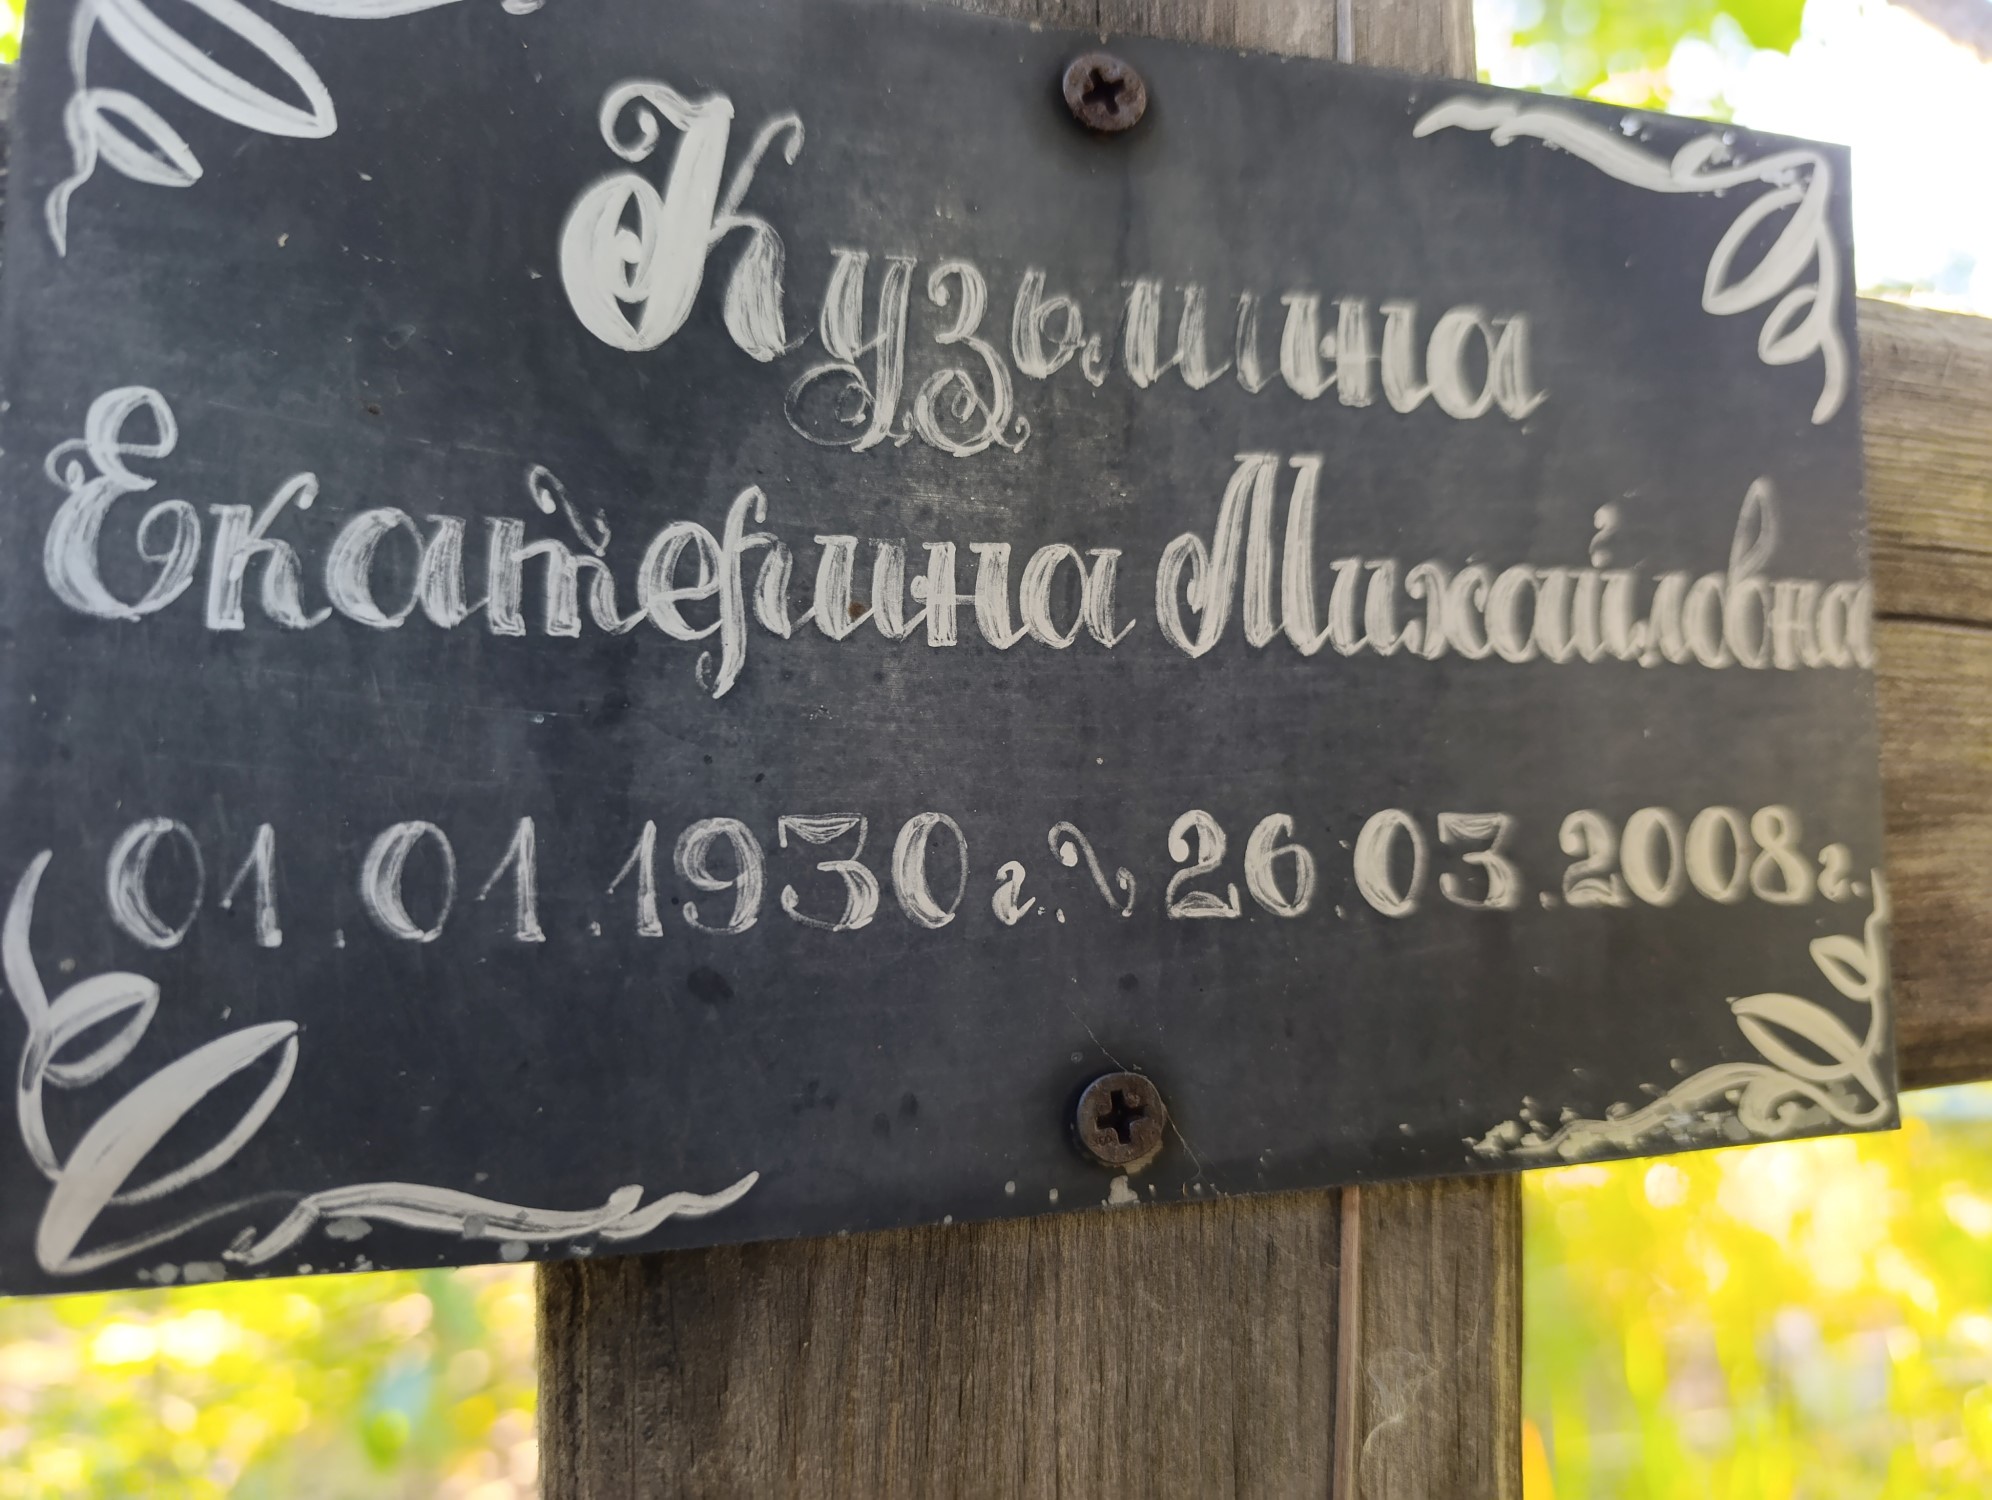 Кузьмина
Екатерина Михайловна
01.01.1930г. ~ 26.03.2008г.